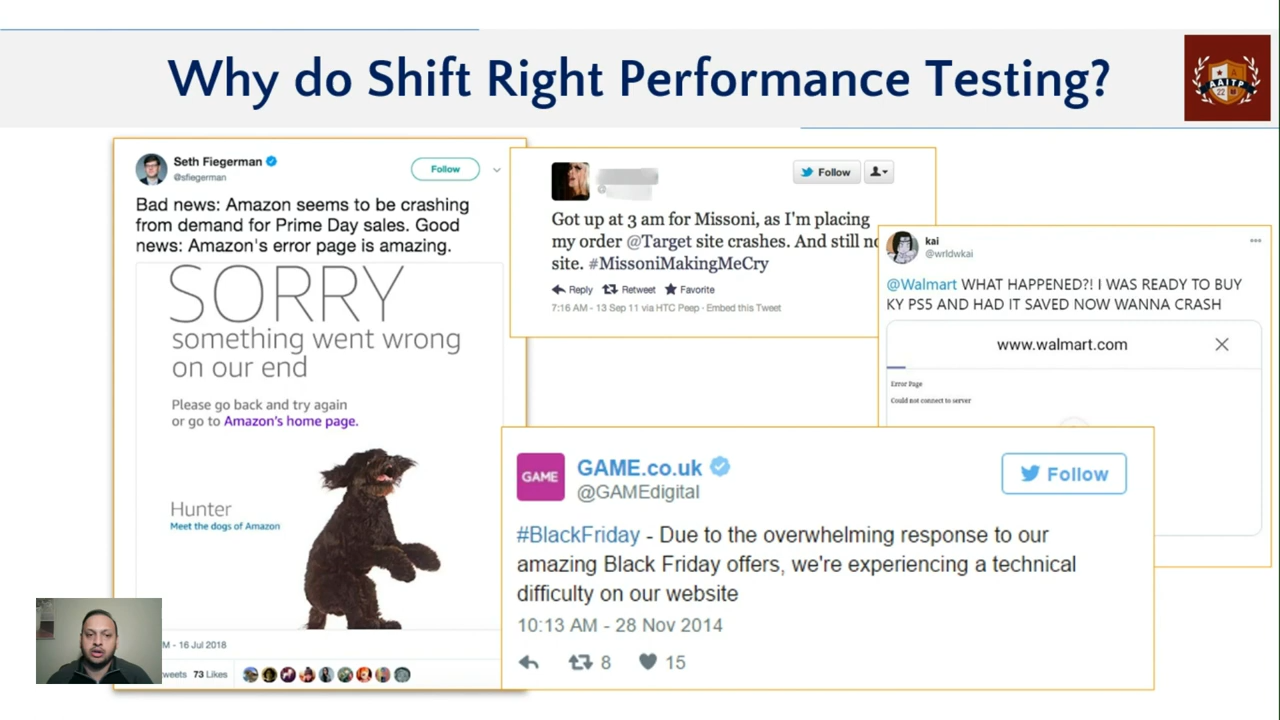 Why do Shift Right Performance Testing?
AAITP
22
Seth Fiegerman
@sfiegerman
Follow
Bad news: Amazon seems to be crashing
from demand for Prime Day sales. Good
news: Amazon's error page is amazing.
SORRY
something went wrong
on our end
Please go back and try again
or go to Amazon's home page.
Hunter
Meet the dogs of Amazon
M - 16 Jul 2018
weets 73 Likes
Follow
Got up at 3 am for Missoni, as I'm placing
my order @Target site crashes. And still no
site. #MissoniMakingMeCry
Reply Retweet Favorite
7:16 AM - 13 Sep 11 via HTC Peep · Embed this Tweet
kai
@wrldwkai
@Walmart WHAT HAPPENED?! I WAS READY TO BUY
KY PS5 AND HAD IT SAVED NOW WANNA CRASH
www.walmart.com
Error Page
Could not connect to server
GAME
GAME.co.uk
@GAMEdigital
Follow
#BlackFriday - Due to the overwhelming response to our
amazing Black Friday offers, we're experiencing a technical
difficulty on our website
10:13 AM - 28 Nov 2014
8 15